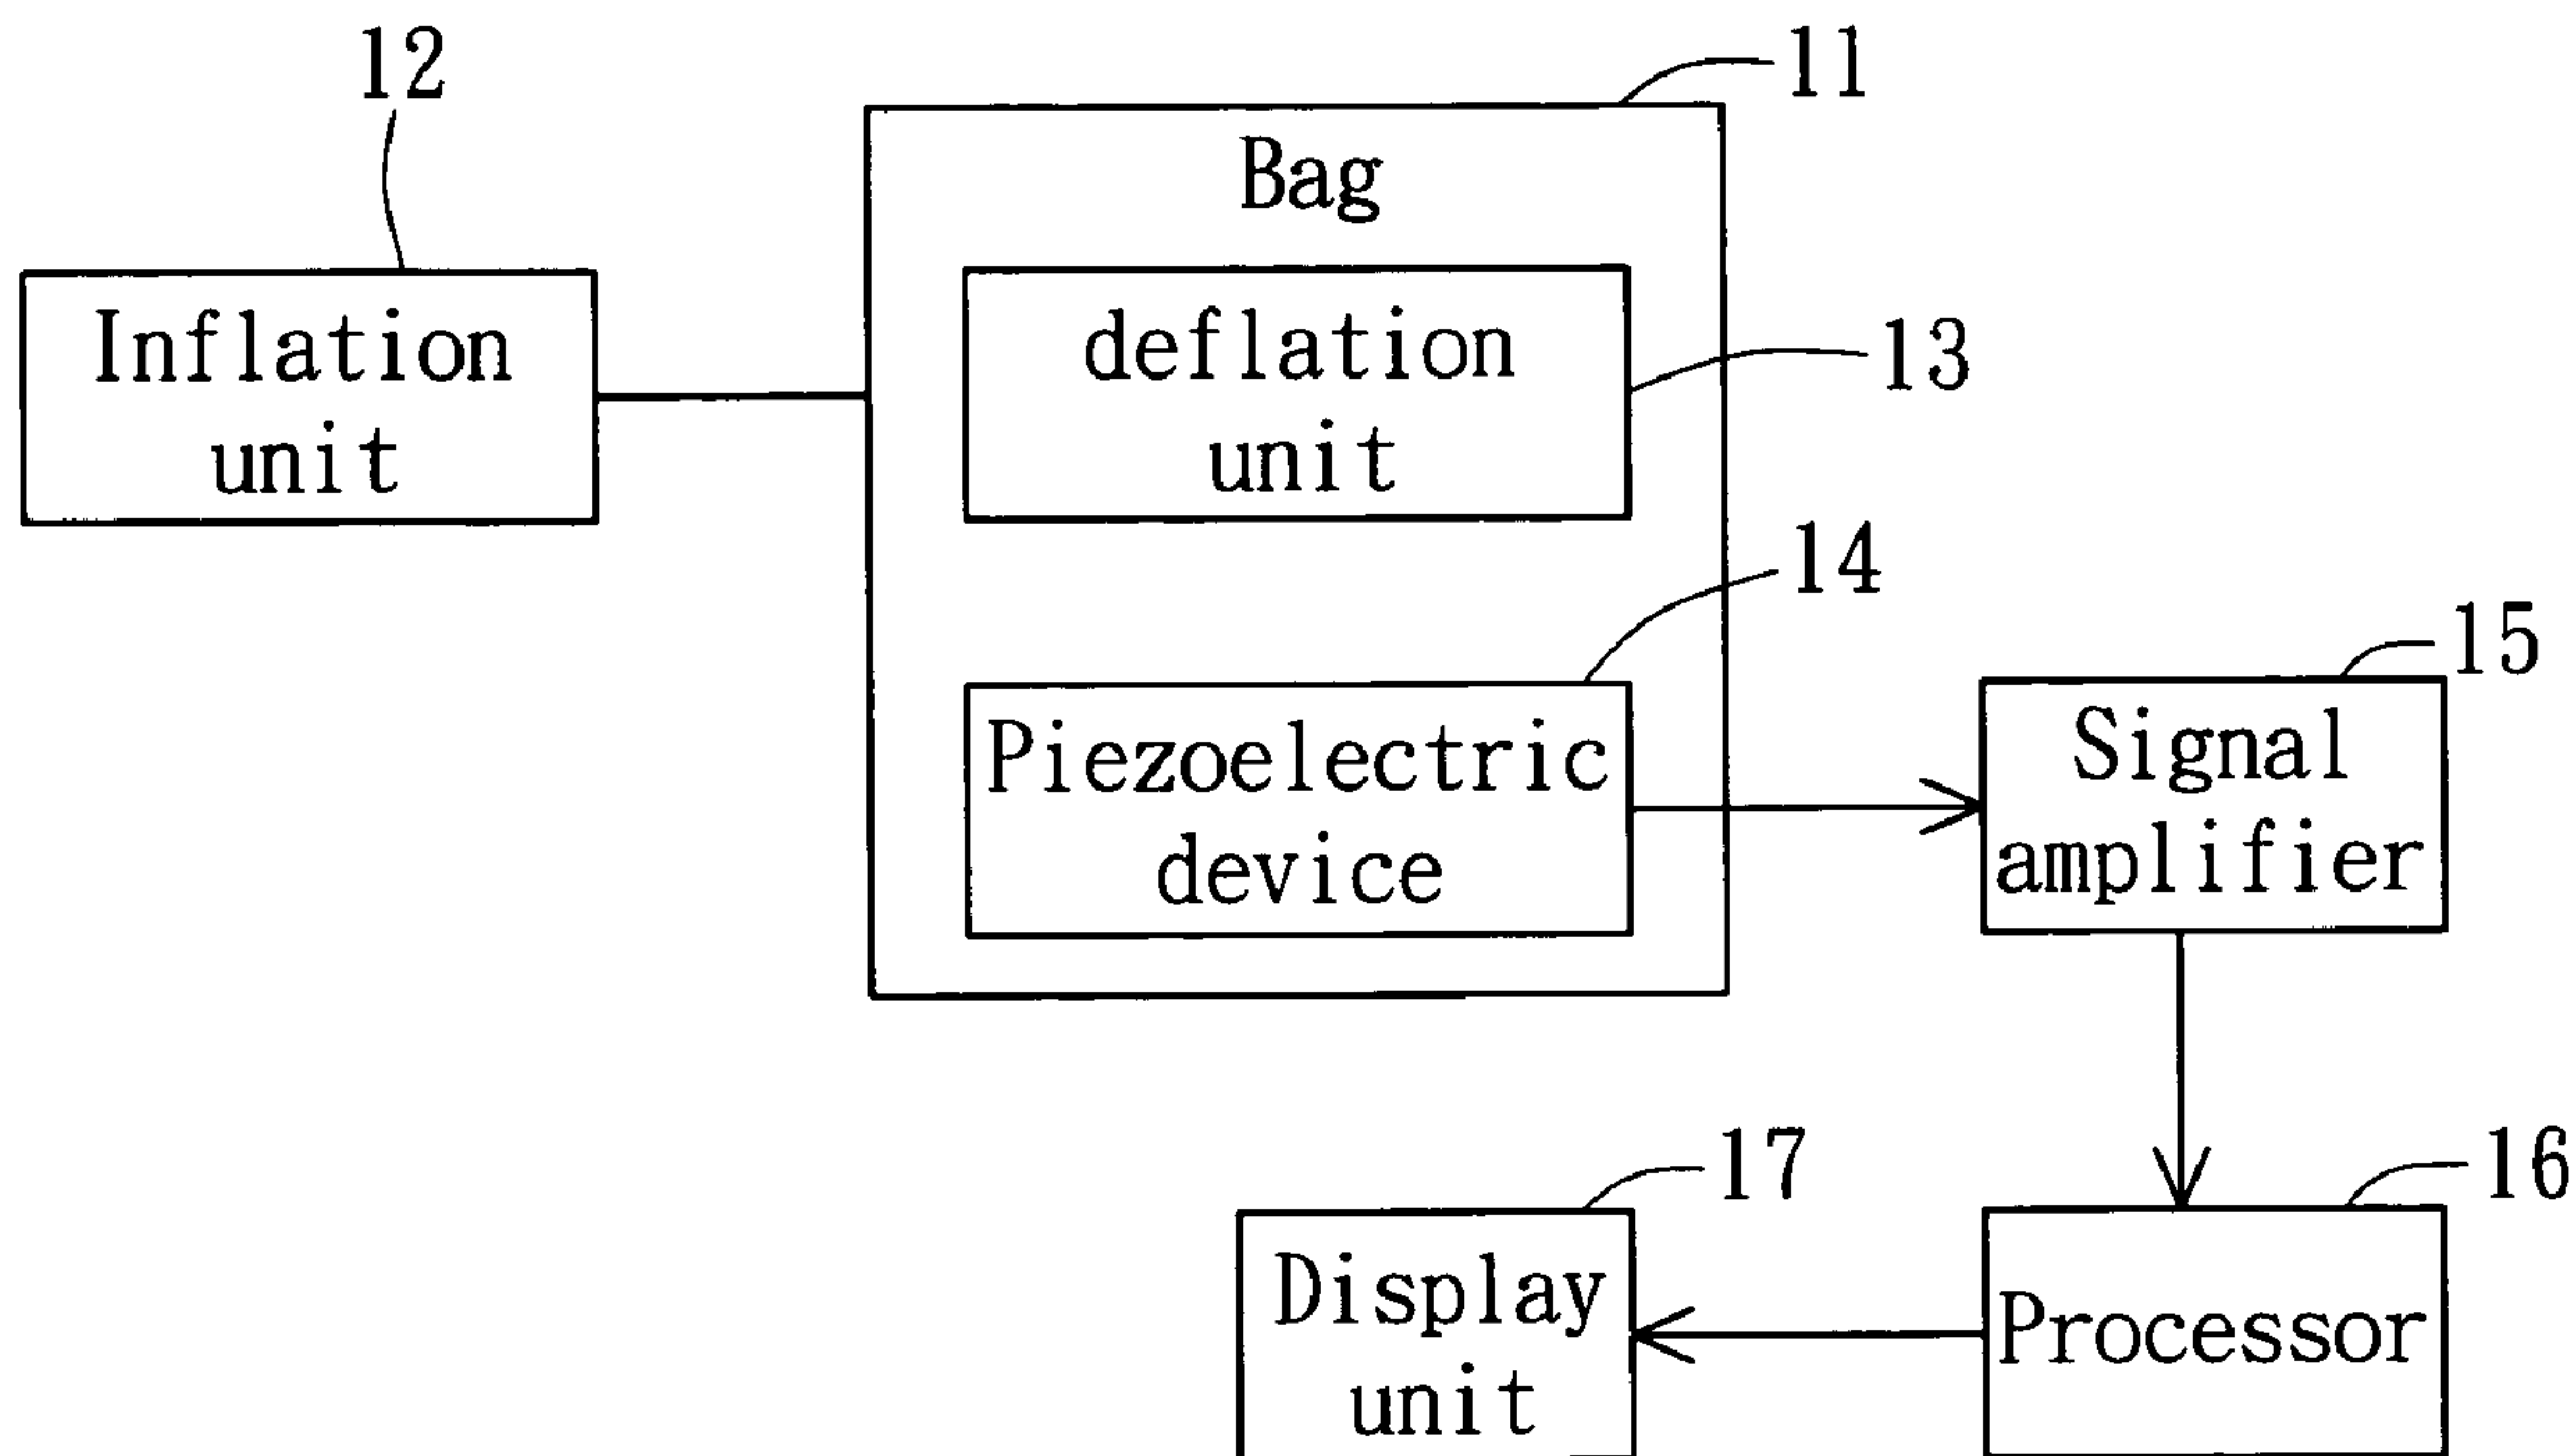 12
11
Bag
Inflation
unit
deflation
unit
13
14
Piezoelectric
device
15
Signal
amplifier
17
Display
unit
16
Processor